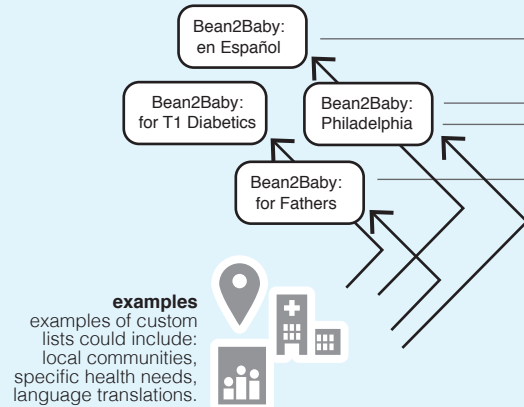 Bean2Baby:
en Español
Bean2Baby:
for T1 Diabetics
Bean2Baby:
Philadelphia
Bean2Baby:
for Fathers
examples
examples of custom
lists could include:
local communities,
specific health needs,
language translations.